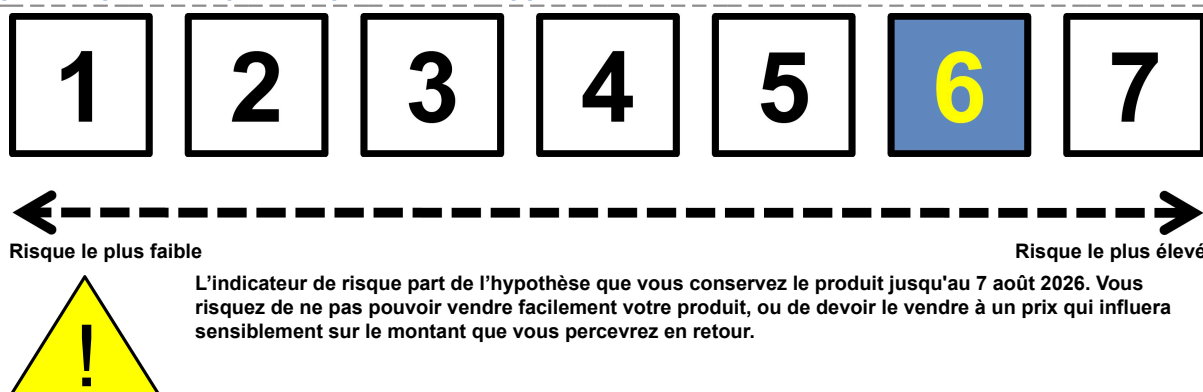 1 2 3 4 5 6 7
Risque le plus faible Risque le plus élevé
L’indicateur de risque part de l’hypothèse que vous conservez le produit jusqu'au 7 août 2026. Vous
risquez de ne pas pouvoir vendre facilement votre produit, ou de devoir le vendre à un prix qui influera
sensiblement sur le montant que vous percevrez en retour.
!